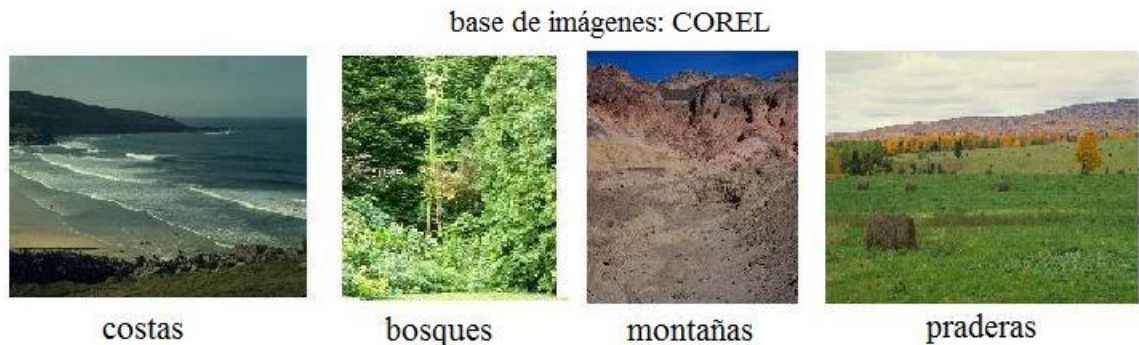 base de imágenes: COREL
costas
bosques
montañas
praderas